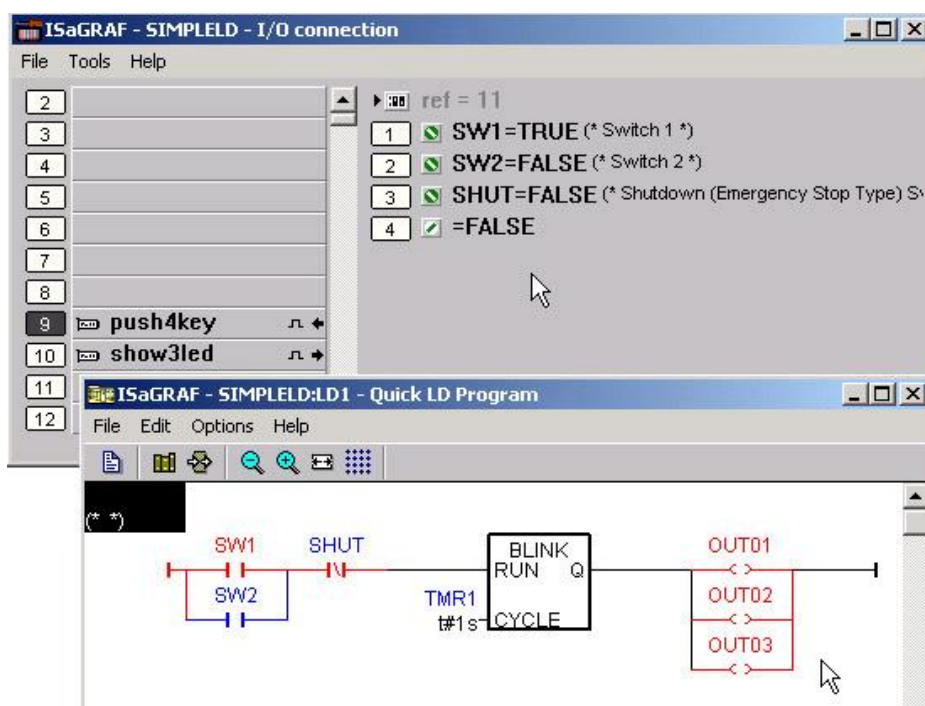 ISaGRAF - SIMPLELD - I/O connection
File Tools Help
2
3
4
5
6
7
8
9 push4key
10 show3led
11
12
ref = 11
1 SW1=TRUE (* Switch 1 *)
2 SW2=FALSE (* Switch 2 *)
3 SHUT=FALSE (* Shutdown (Emergency Stop Type)
4 =FALSE
ISaGRAF - SIMPLELD:LD1 - Quick LD Program
File Edit Options Help
(* *)
SW1 SHUT BLINK OUT01
RUN Q
SW2 TMR1 OUT02
t#1s CYCLE
OUT03